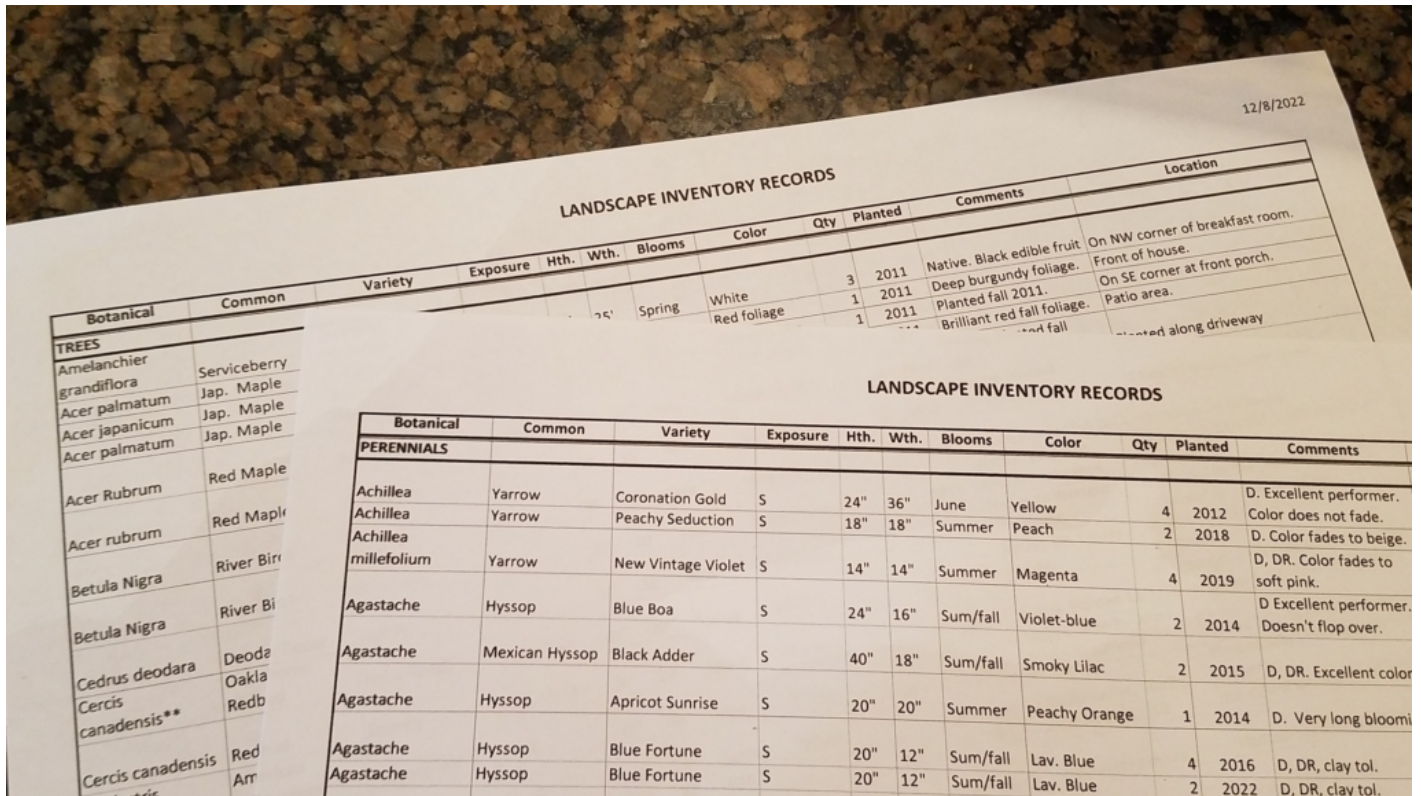 12/8/2022
LANDSCAPE INVENTORY RECORDS
Botanical Common Variety Exposure Hth. Wth. Blooms Color Qty Planted Comments Location
TREES
Amelanchier
grandiflora Serviceberry 25' Spring White 3 2011 Native. Black edible fruit On NW corner of breakfast room.
Acer palmatum Jap. Maple Red foliage 1 2011 Deep burgundy foliage. Front of house.
Acer japanicum Jap. Maple 1 2011 Planted fall 2011. On SE corner at front porch.
Acer palmatum Jap. Maple Brilliant red fall foliage. Patio area.
fall along driveway
Acer Rubrum Red Maple
Acer rubrum Red
Betula Nigra River
Betula Nigra River
Cedrus deodara
Cercis
canadensis**
Cercis canadensis
LANDSCAPE INVENTORY RECORDS
Botanical Common Variety Exposure Hth. Wth. Blooms Color Qty Planted Comments
PERENNIALS
D. Excellent performer.
Achillea Yarrow Coronation Gold S 24" 36" June Yellow 4 2012 Color does not fade.
Achillea Yarrow Peachy Seduction S 18" 18" Summer Peach 2 2018 D. Color fades to beige.
Achillea D, DR. Color fades to
millefolium Yarrow New Vintage Violet S 14" 14" Summer Magenta 4 2019 soft pink.
D Excellent performer.
Agastache Hyssop Blue Boa S 24" 16" Sum/fall Violet-blue 2 2014 Doesn't flop over.
Agastache Mexican Hyssop Black Adder S 40" 18" Sum/fall Smoky Lilac 2 2015 D, DR. Excellent color
Agastache Hyssop Apricot Sunrise S 20" 20" Summer Peachy Orange 1 2014 D. Very long bloomi
Agastache Hyssop Blue Fortune S 20" 12" Sum/fall Lav. Blue 4 2016 D, DR, clay tol.
Agastache Hyssop Blue Fortune S 20" 12" Sum/fall Lav. Blue 2 2022 D, DR, clay tol.